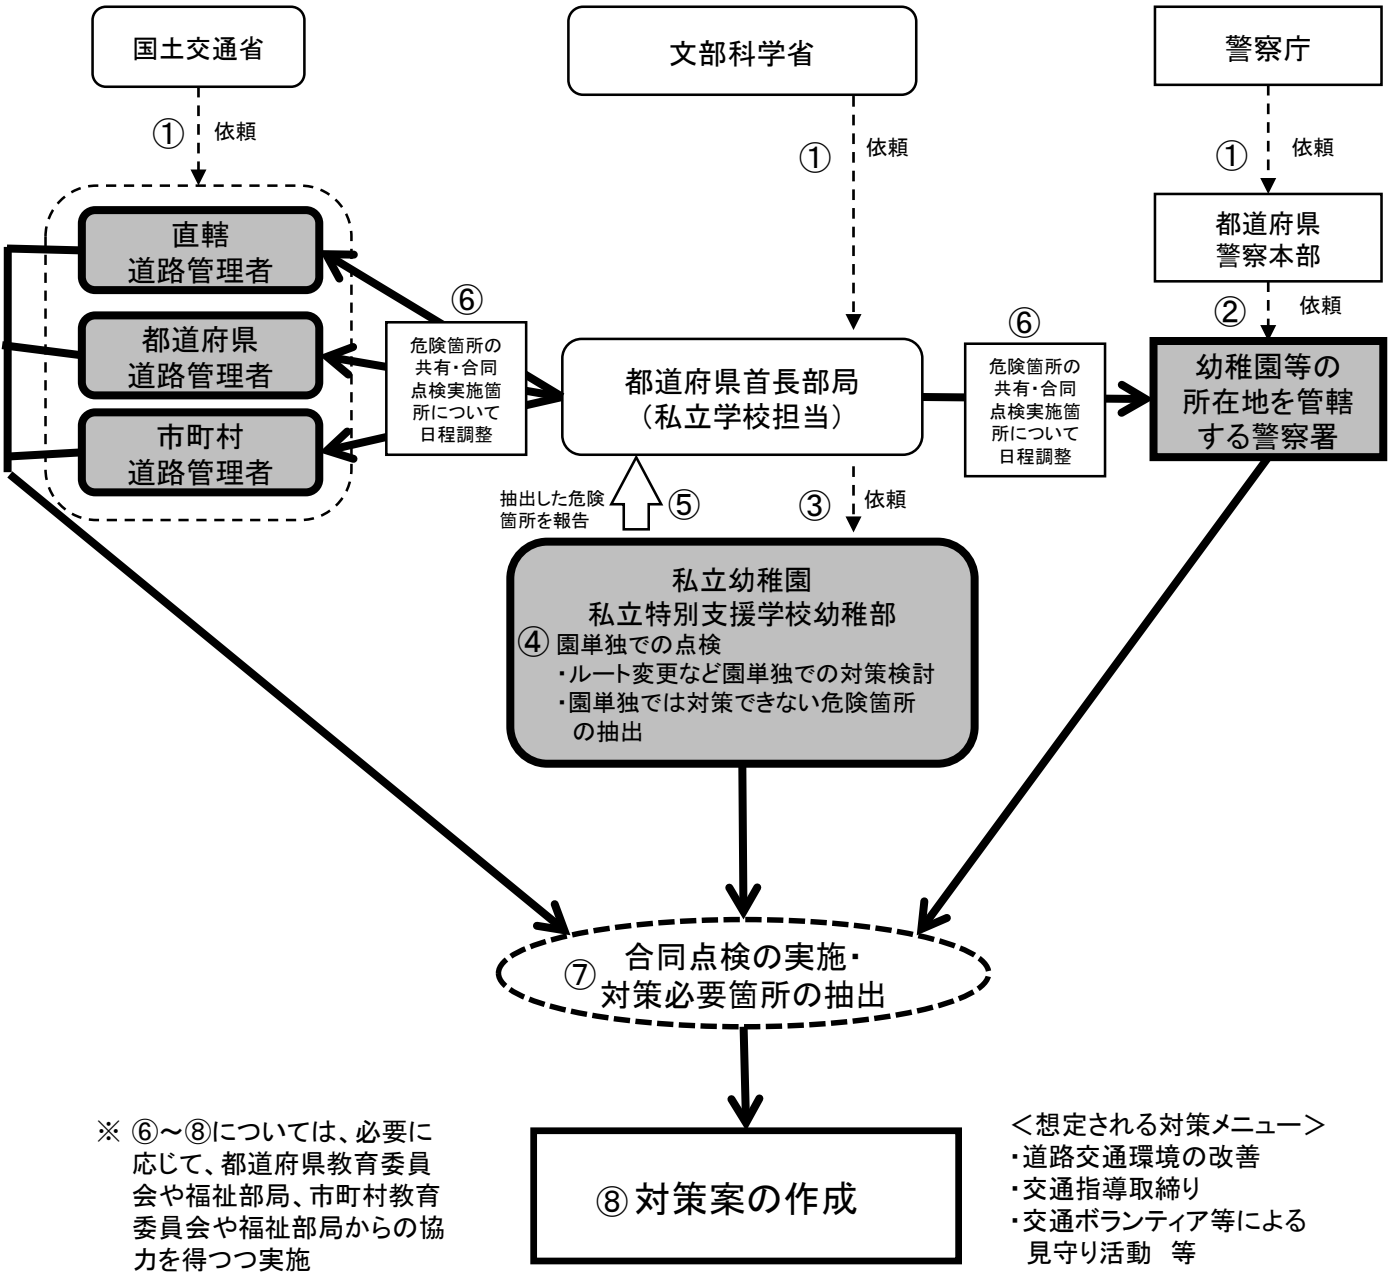 国土交通省
文部科学省
警察庁
① 依頼
① 依頼
① 依頼
直轄
道路管理者
都道府県
道路管理者
市町村
道路管理者
都道府県
警察本部
② 依頼
⑥
危険箇所の
共有・合同
点検実施箇
所について
日程調整
都道府県首長部局
（私立学校担当）
⑥
危険箇所の
共有・合同
点検実施箇
所について
日程調整
幼稚園等の
所在地を管轄
する警察署
抽出した危険
箇所を報告
⑤
③ 依頼
私立幼稚園
私立特別支援学校幼稚部
④ 園単独での点検
・ルート変更など園単独での対策検討
・園単独では対策できない危険箇所
の抽出
⑦
合同点検の実施・
対策必要箇所の抽出
⑧ 対策案の作成
※ ⑥～⑧については、必要に
応じて、都道府県教育委員
会や福祉部局、市町村教育
委員会や福祉部局からの協
力を得つつ実施
＜想定される対策メニュー＞
・道路交通環境の改善
・交通指導取締り
・交通ボランティア等による
見守り活動　等